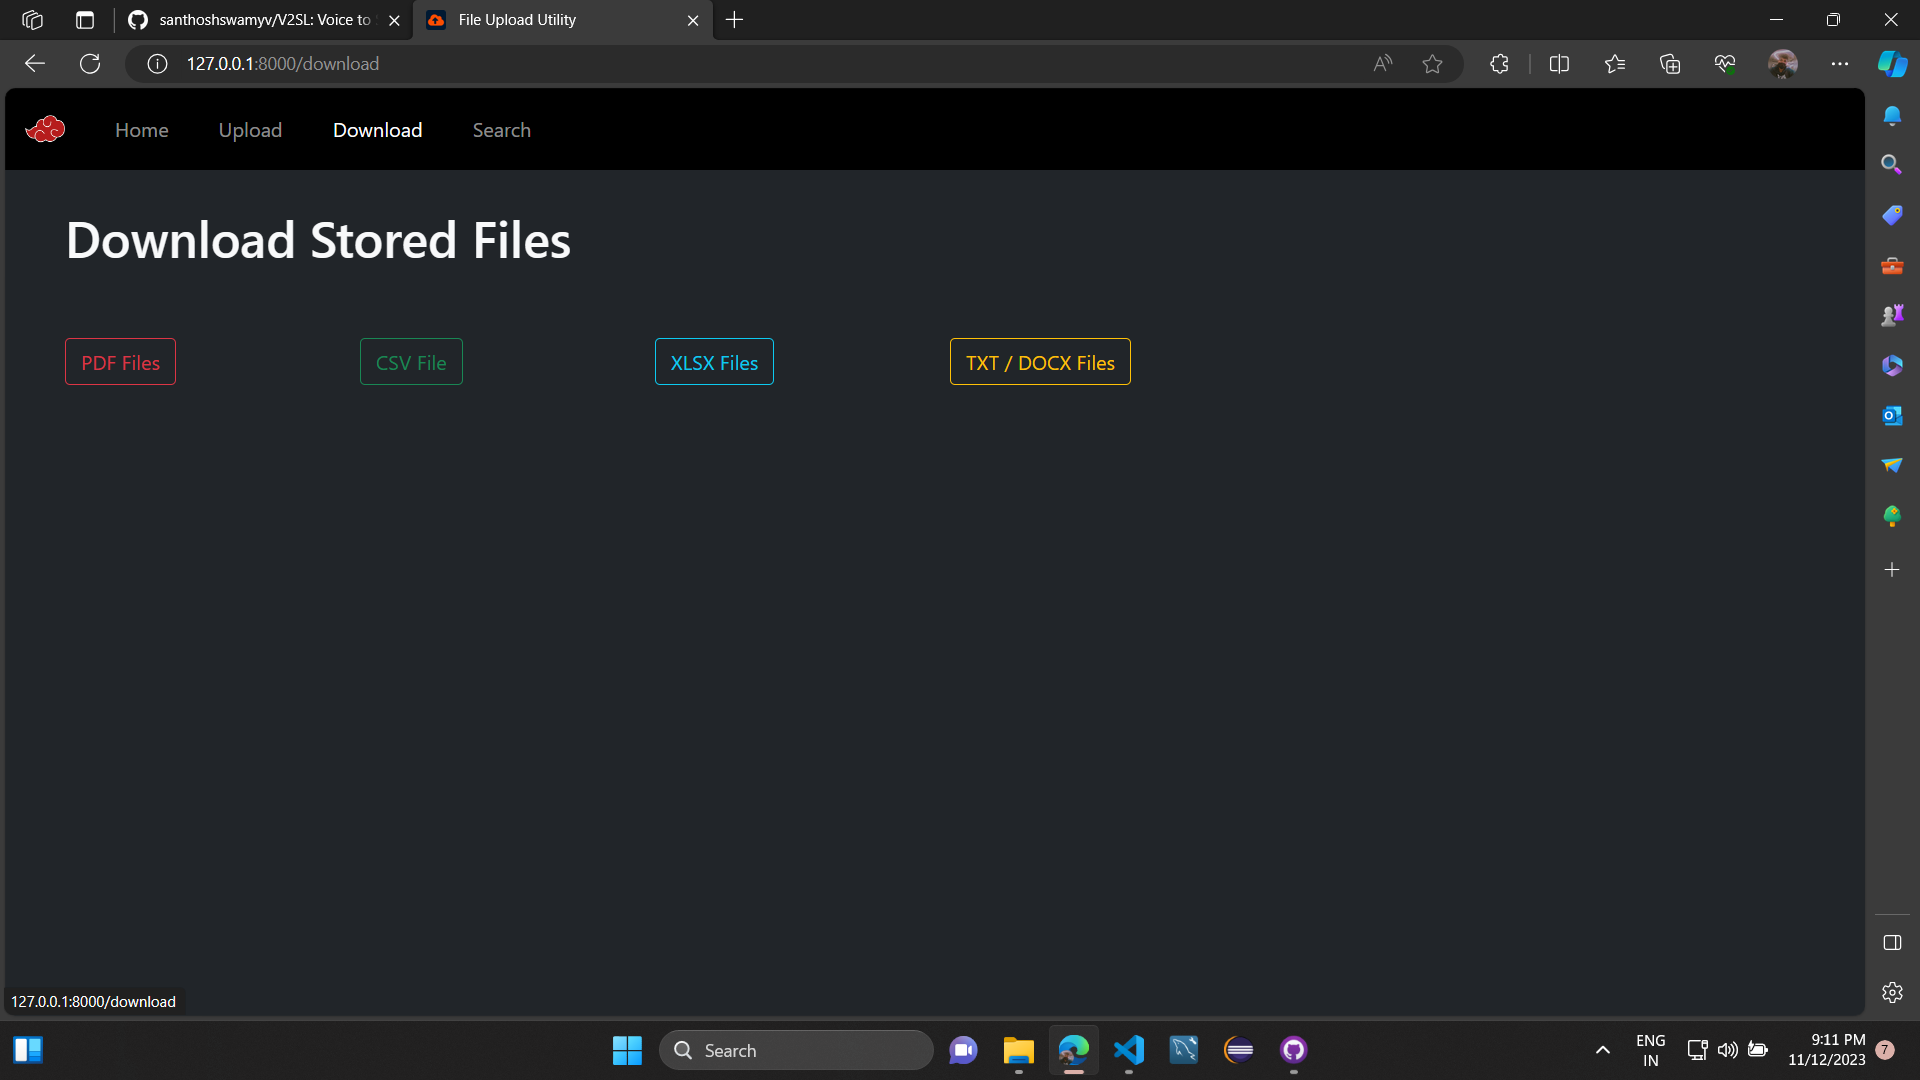 santhoshswamyv/V2SL: Voice to
File Upload Utility
127.0.0.1:8000/download
Home
Upload
Download
Search
Download Stored Files
PDF Files
CSV File
XLSX Files
TXT / DOCX Files
127.0.0.1:8000/download
Search
ENG
IN
9:11 PM
11/12/2023
7